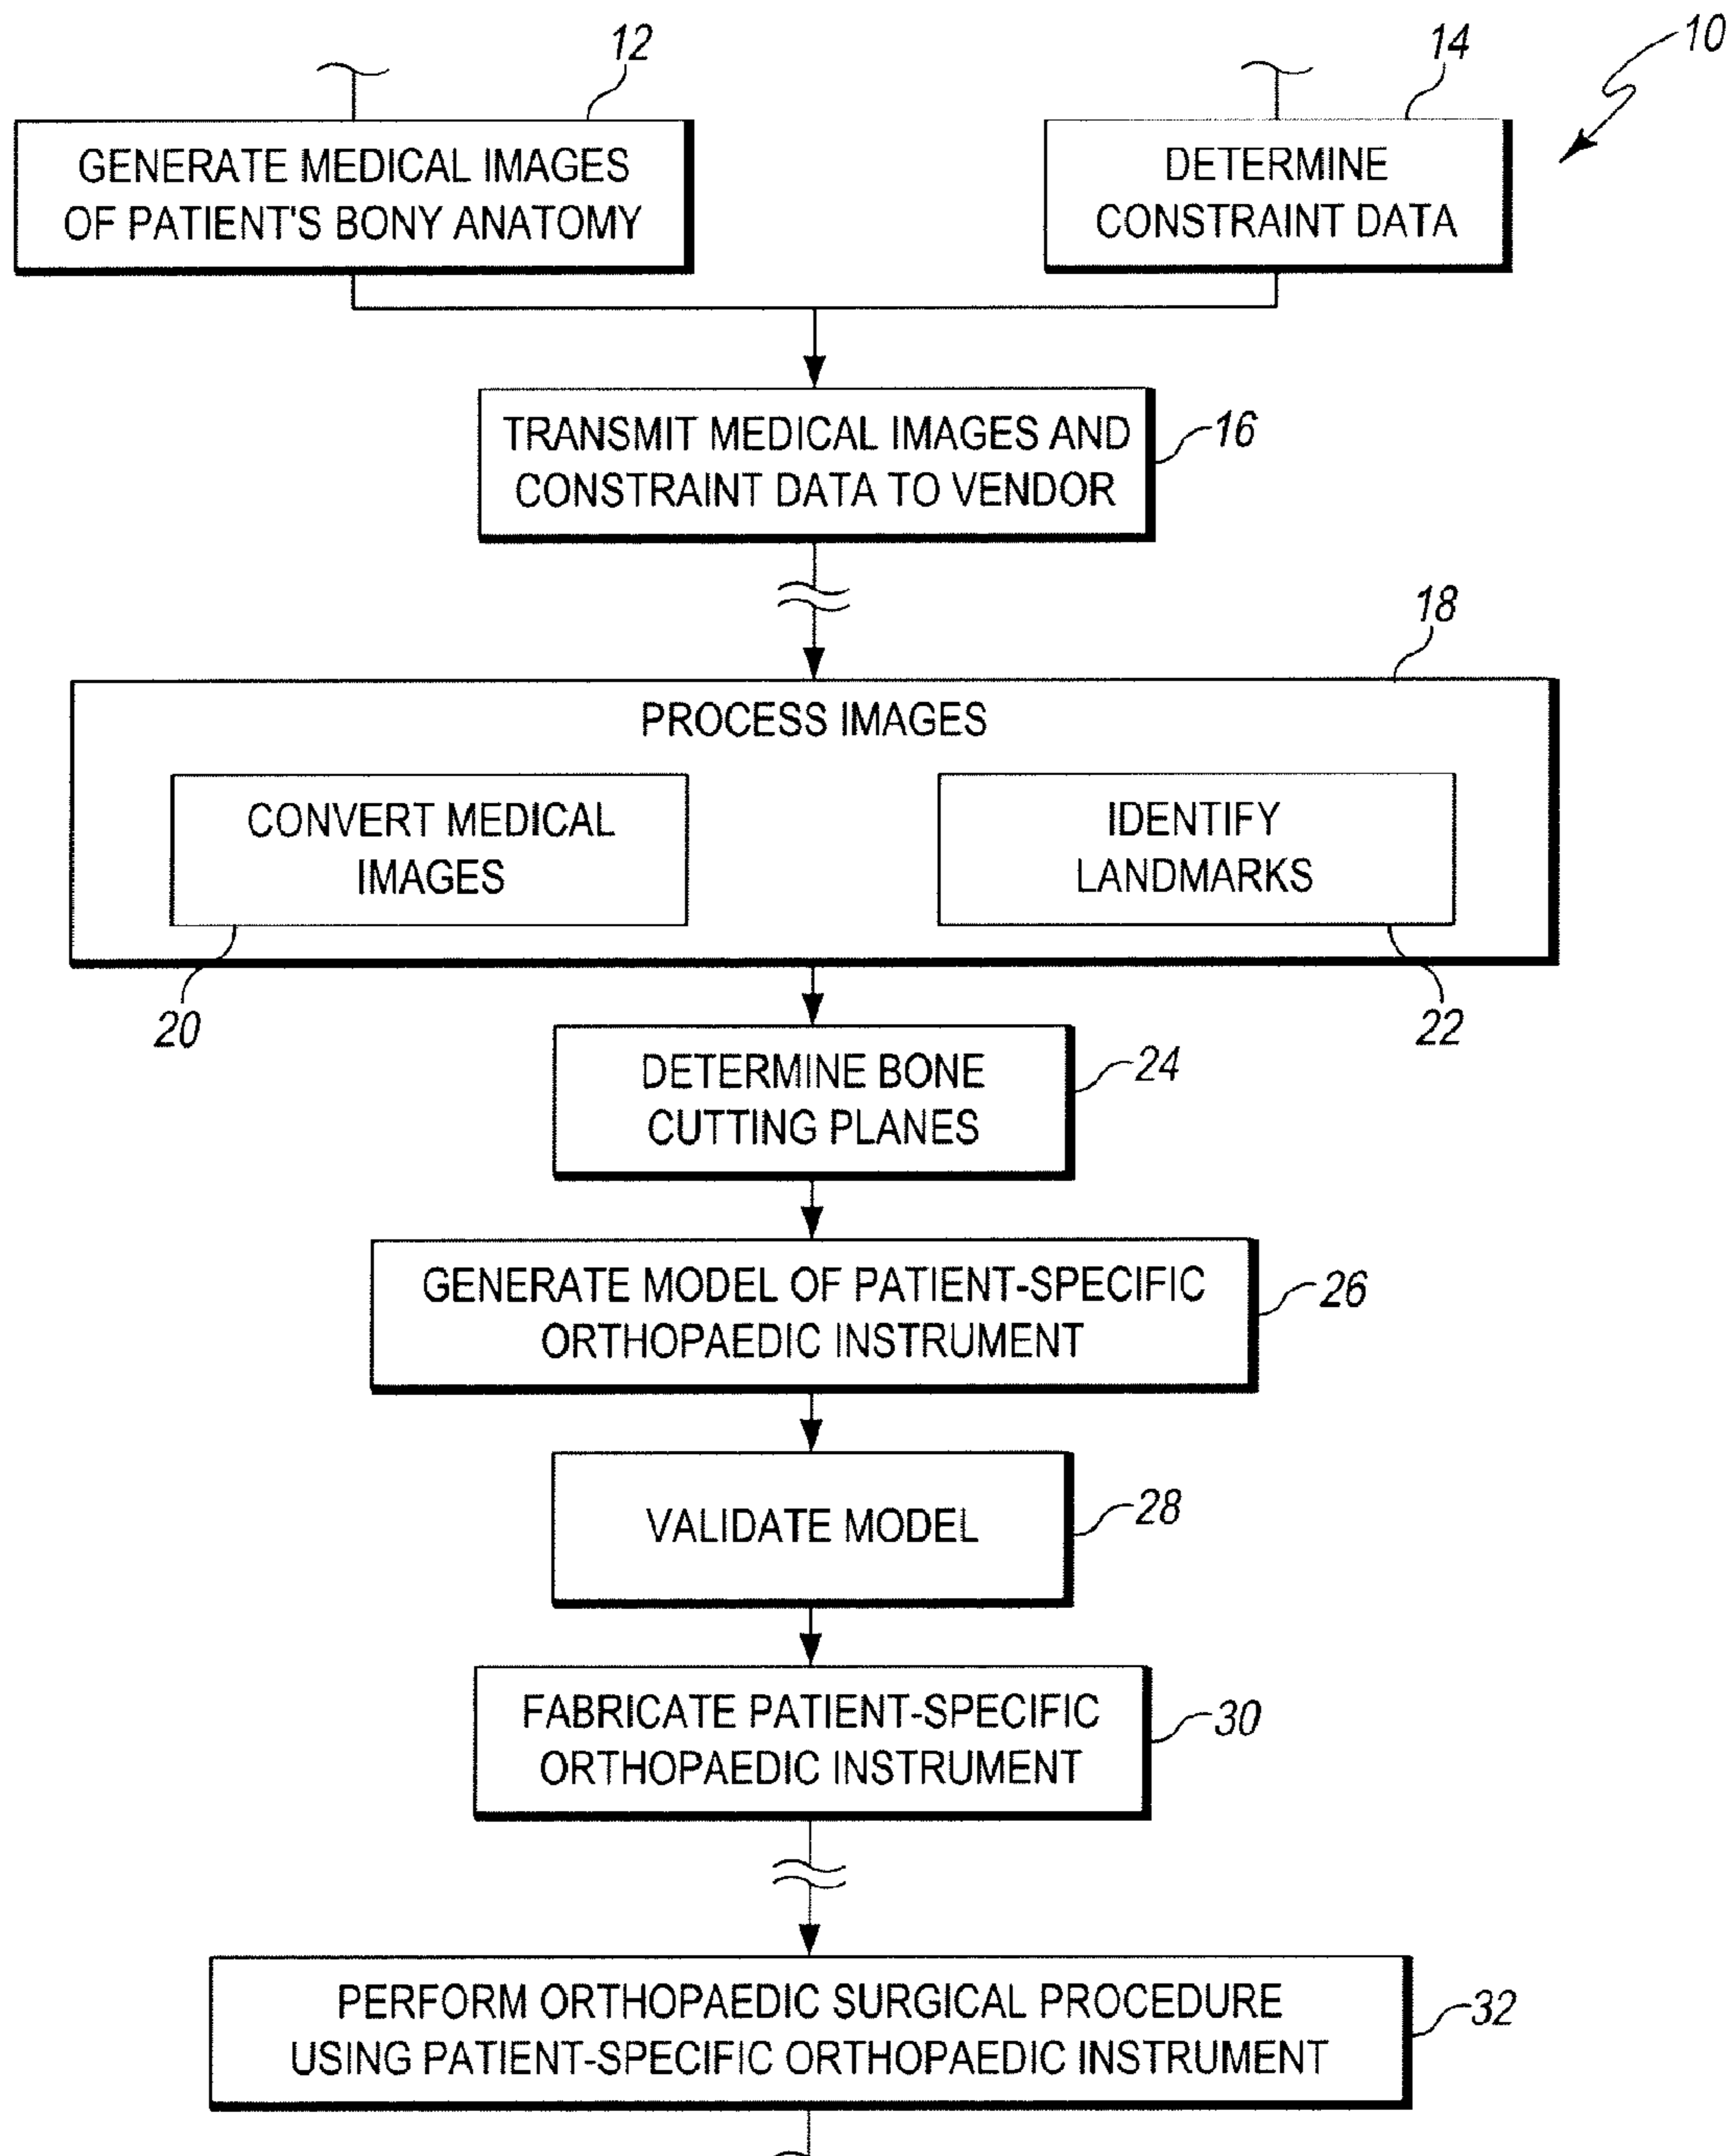 12
14
10
GENERATE MEDICAL IMAGES
OF PATIENT'S BONY ANATOMY
DETERMINE
CONSTRAINT DATA
TRANSMIT MEDICAL IMAGES AND
CONSTRAINT DATA TO VENDOR
16
18
PROCESS IMAGES
CONVERT MEDICAL
IMAGES
IDENTIFY
LANDMARKS
20
22
DETERMINE BONE
CUTTING PLANES
24
GENERATE MODEL OF PATIENT-SPECIFIC
ORTHOPAEDIC INSTRUMENT
26
VALIDATE MODEL
28
FABRICATE PATIENT-SPECIFIC
ORTHOPAEDIC INSTRUMENT
30
PERFORM ORTHOPAEDIC SURGICAL PROCEDURE
USING PATIENT-SPECIFIC ORTHOPAEDIC INSTRUMENT
32